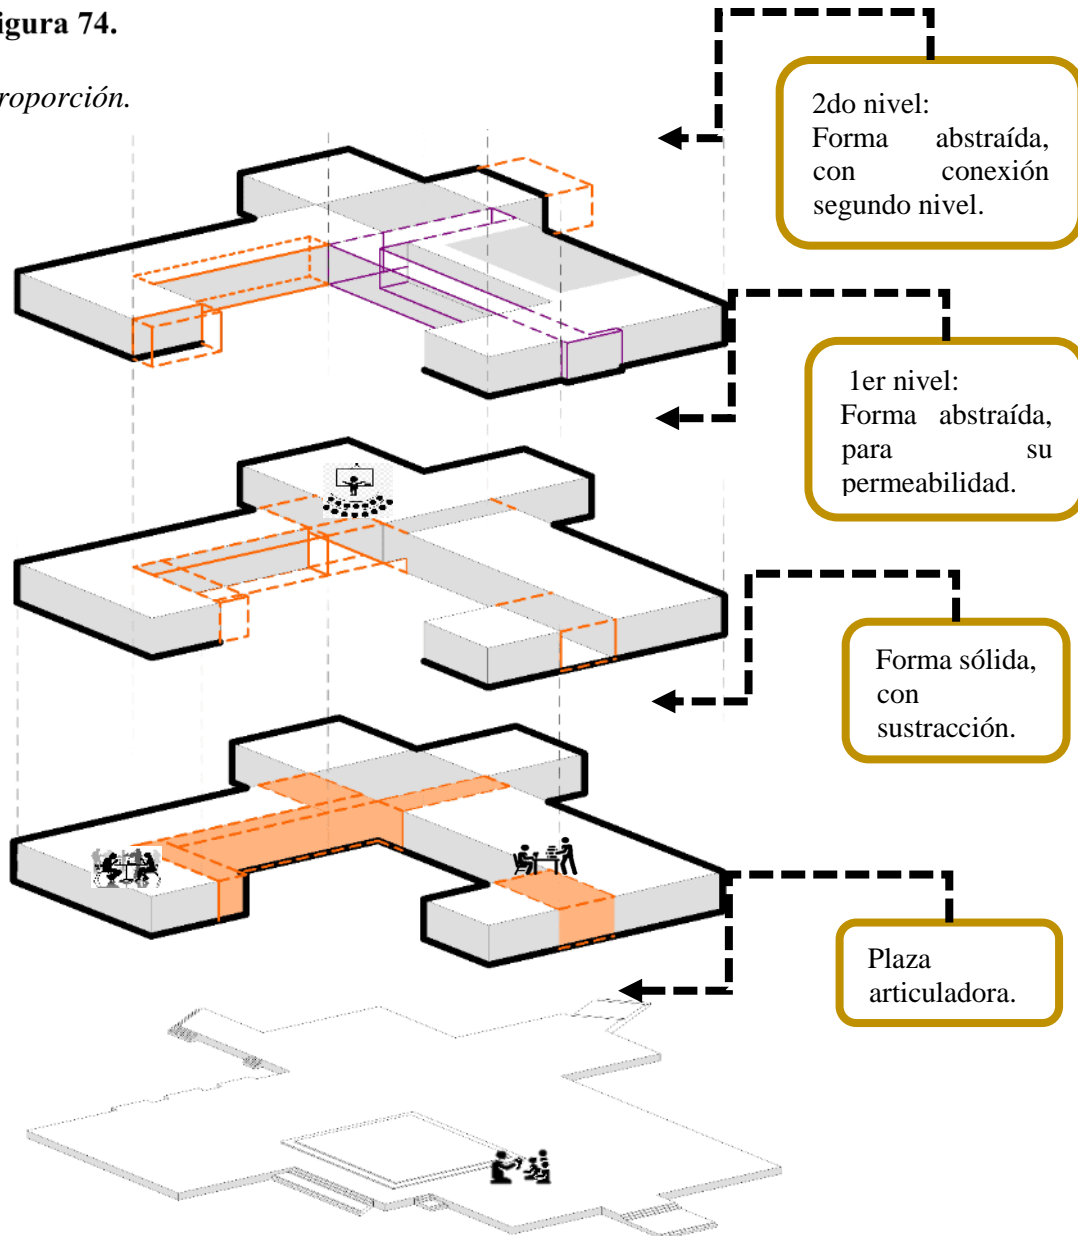 igura 74.
roporción.
2do nivel:
Forma abstraída,
con conexión
segundo nivel.
1er nivel:
Forma abstraída,
para su
permeabilidad.
Forma sólida,
con
sustracción.
Plaza
articuladora.